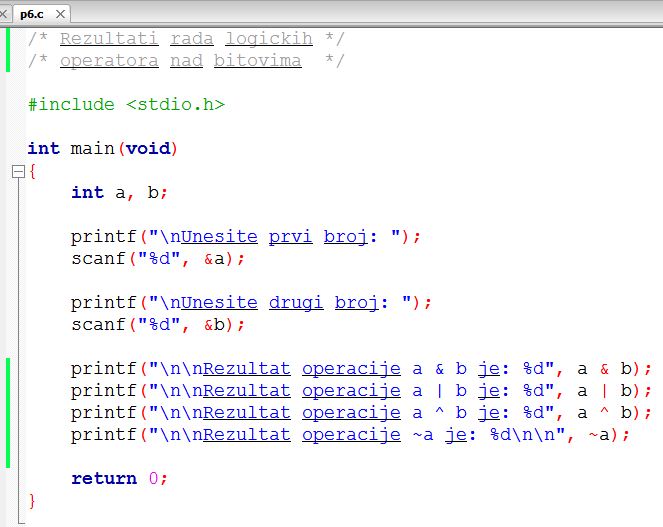 p6.c
/* Rezultati rada logickih */
/* operatora nad bitovima  */
#include <stdio.h>
int main(void)
{
    int a, b;
    printf("\nUnesite prvi broj: ");
    scanf("%d", &a);
    printf("\nUnesite drugi broj: ");
    scanf("%d", &b);
    printf("\n\nRezultat operacije a & b je: %d", a & b);
    printf("\n\nRezultat operacije a | b je: %d", a | b);
    printf("\n\nRezultat operacije a ^ b je: %d", a ^ b);
    printf("\n\nRezultat operacije ~a je: %d\n\n", ~a);
    return 0;
}